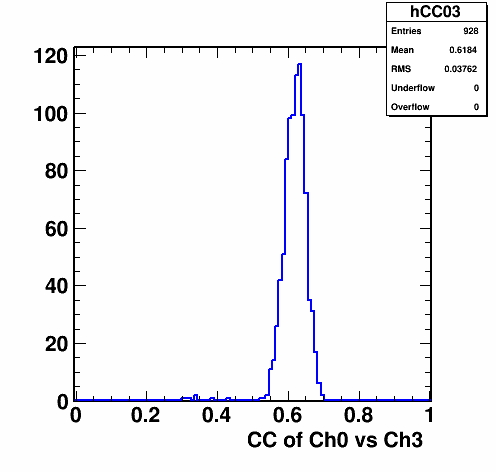 hCC03
Entries 928
Mean 0.6184
RMS 0.03762
Underflow 0
Overflow 0
120
100
80
60
40
20
0
0 0.2 0.4 0.6 0.8 1
CC of Ch0 vs Ch3